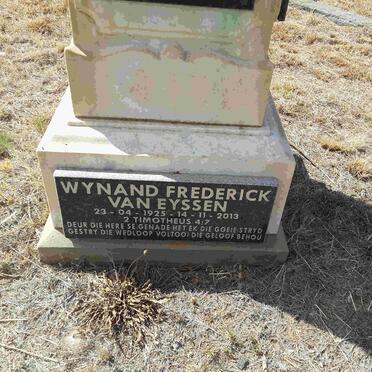 WYNAND FREDERICK
VAN EYSSEN
23 - 04 - 1925 - 14 - 11 - 2013
2 TIMOTHEUS 4:7
DEUR DIE HERE SE GENADE HET EK DIE GOEIE STRYD
GESTRY DIE WEDLOOP VOLTOOI DIE GELOOF BEHOU